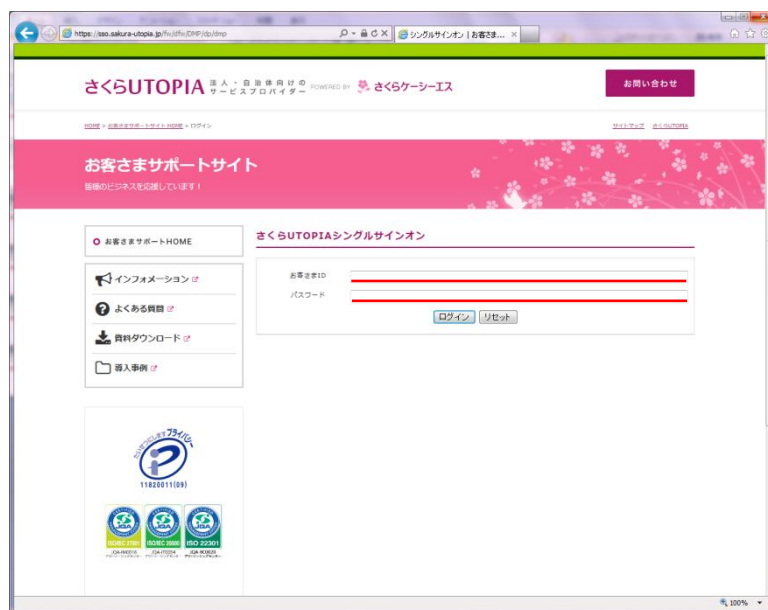 https://sso.sakura-utopia.jp/fw/dfw/DMP/dp/dmp
シングルサインオン | お客さま...
さくらUTOPIA 法人・自治体向けの
サービスプロバイダー POWERED BY さくらケーシーエス
お問い合わせ
HOME > お客さまサポートサイト HOME > ログイン
サイトマップ さくらUTOPIA
お客さまサポートサイト
皆様のビジネスを応援しています！
お客さまサポートHOME
インフォメーション
よくある質問
資料ダウンロード
導入事例
さくらUTOPIAシングルサインオン
お客さまID
パスワード
ログイン リセット
たいせつにします プライバシー
11820011(09)
JQA JQA JQA
ISO/IEC 27001 ISO/IEC 20000 ISO 22301
100%